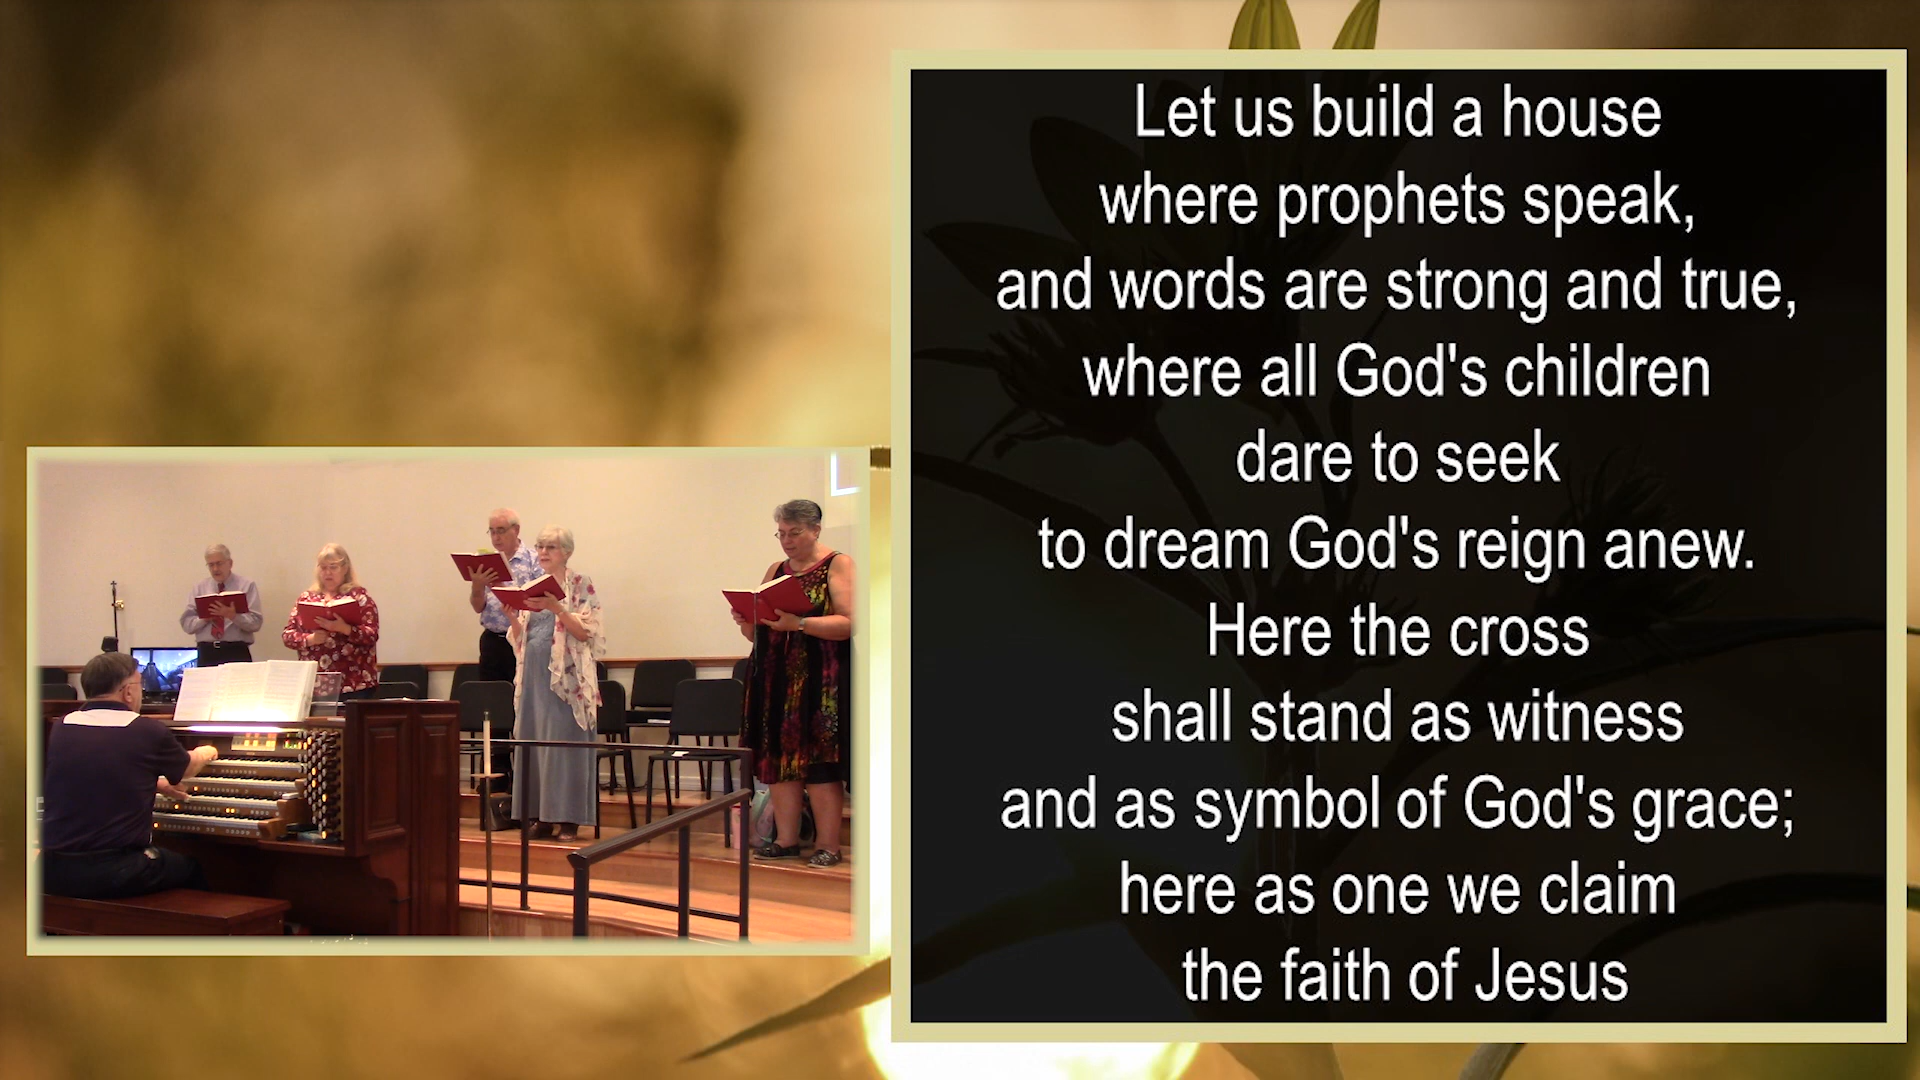 Let us build a house
where prophets speak,
and words are strong and true,
where all God's children
dare to seek
to dream God's reign anew.
Here the cross
shall stand as witness
and as symbol of God's grace;
here as one we claim
the faith of Jesus